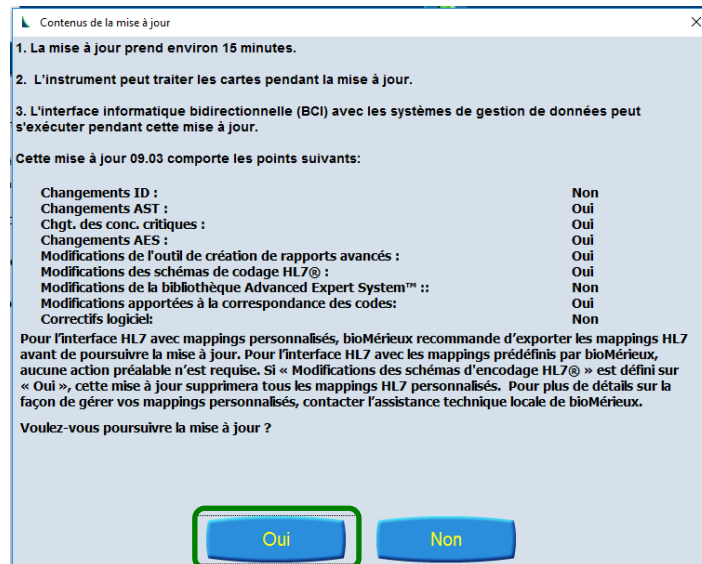 Contenus de la mise à jour
1. La mise à jour prend environ 15 minutes.
2. L'instrument peut traiter les cartes pendant la mise à jour.
3. L'interface informatique bidirectionnelle (BCI) avec les systèmes de gestion de données peut
s'exécuter pendant cette mise à jour.
Cette mise à jour 09.03 comporte les points suivants:
Changements ID : Non
Changements AST : Oui
Chgt. des conc. critiques : Oui
Changements AES : Oui
Modifications de l'outil de création de rapports avancés : Oui
Modifications des schémas de codage HL7® : Oui
Modifications de la bibliothèque Advanced Expert System™ :: Non
Modifications apportées à la correspondance des codes: Oui
Correctifs logiciel: Non
Pour l'interface HL7 avec mappings personnalisés, bioMérieux recommande d'exporter les mappings HL7
avant de poursuivre la mise à jour. Pour l'interface HL7 avec les mappings prédéfinis par bioMérieux,
aucune action préalable n'est requise. Si « Modifications des schémas d'encodage HL7® » est défini sur
« Oui », cette mise à jour supprimera tous les mappings HL7 personnalisés. Pour plus de détails sur la
façon de gérer vos mappings personnalisés, contacter l'assistance technique locale de bioMérieux.
Voulez-vous poursuivre la mise à jour ?
Oui Non